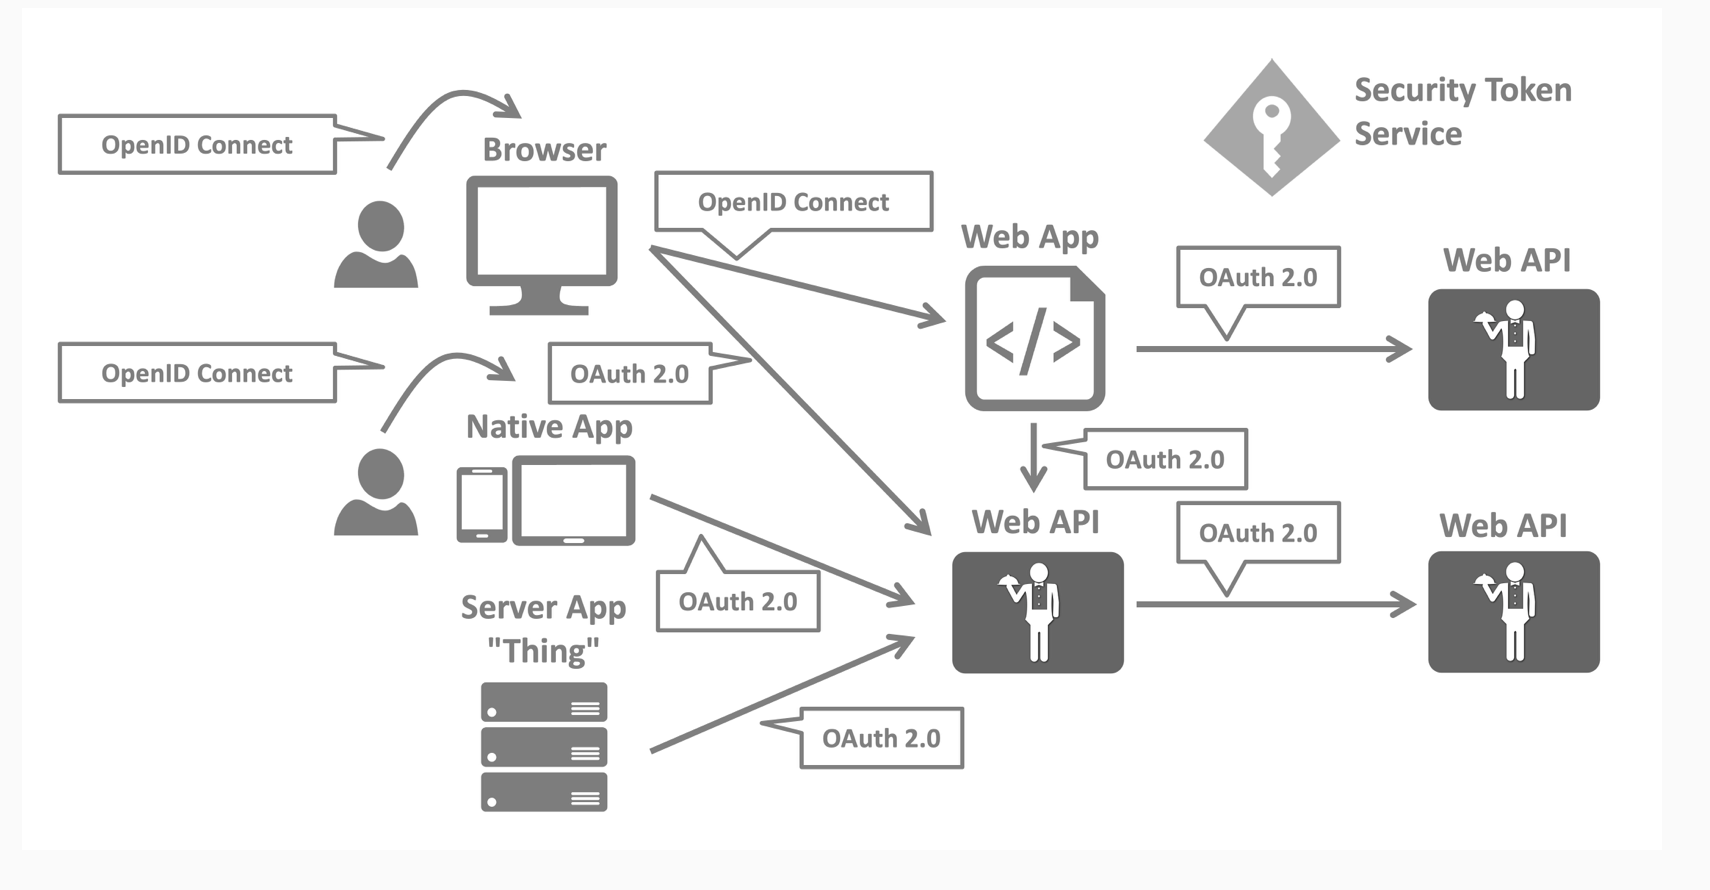 Security Token
Service
OpenID Connect
Browser
OpenID Connect
Web App
OAuth 2.0
Web API
OpenID Connect
OAuth 2.0
Native App
</>
OAuth 2.0
Web API
OAuth 2.0
Web API
OAuth 2.0
Server App
"Thing"
OAuth 2.0